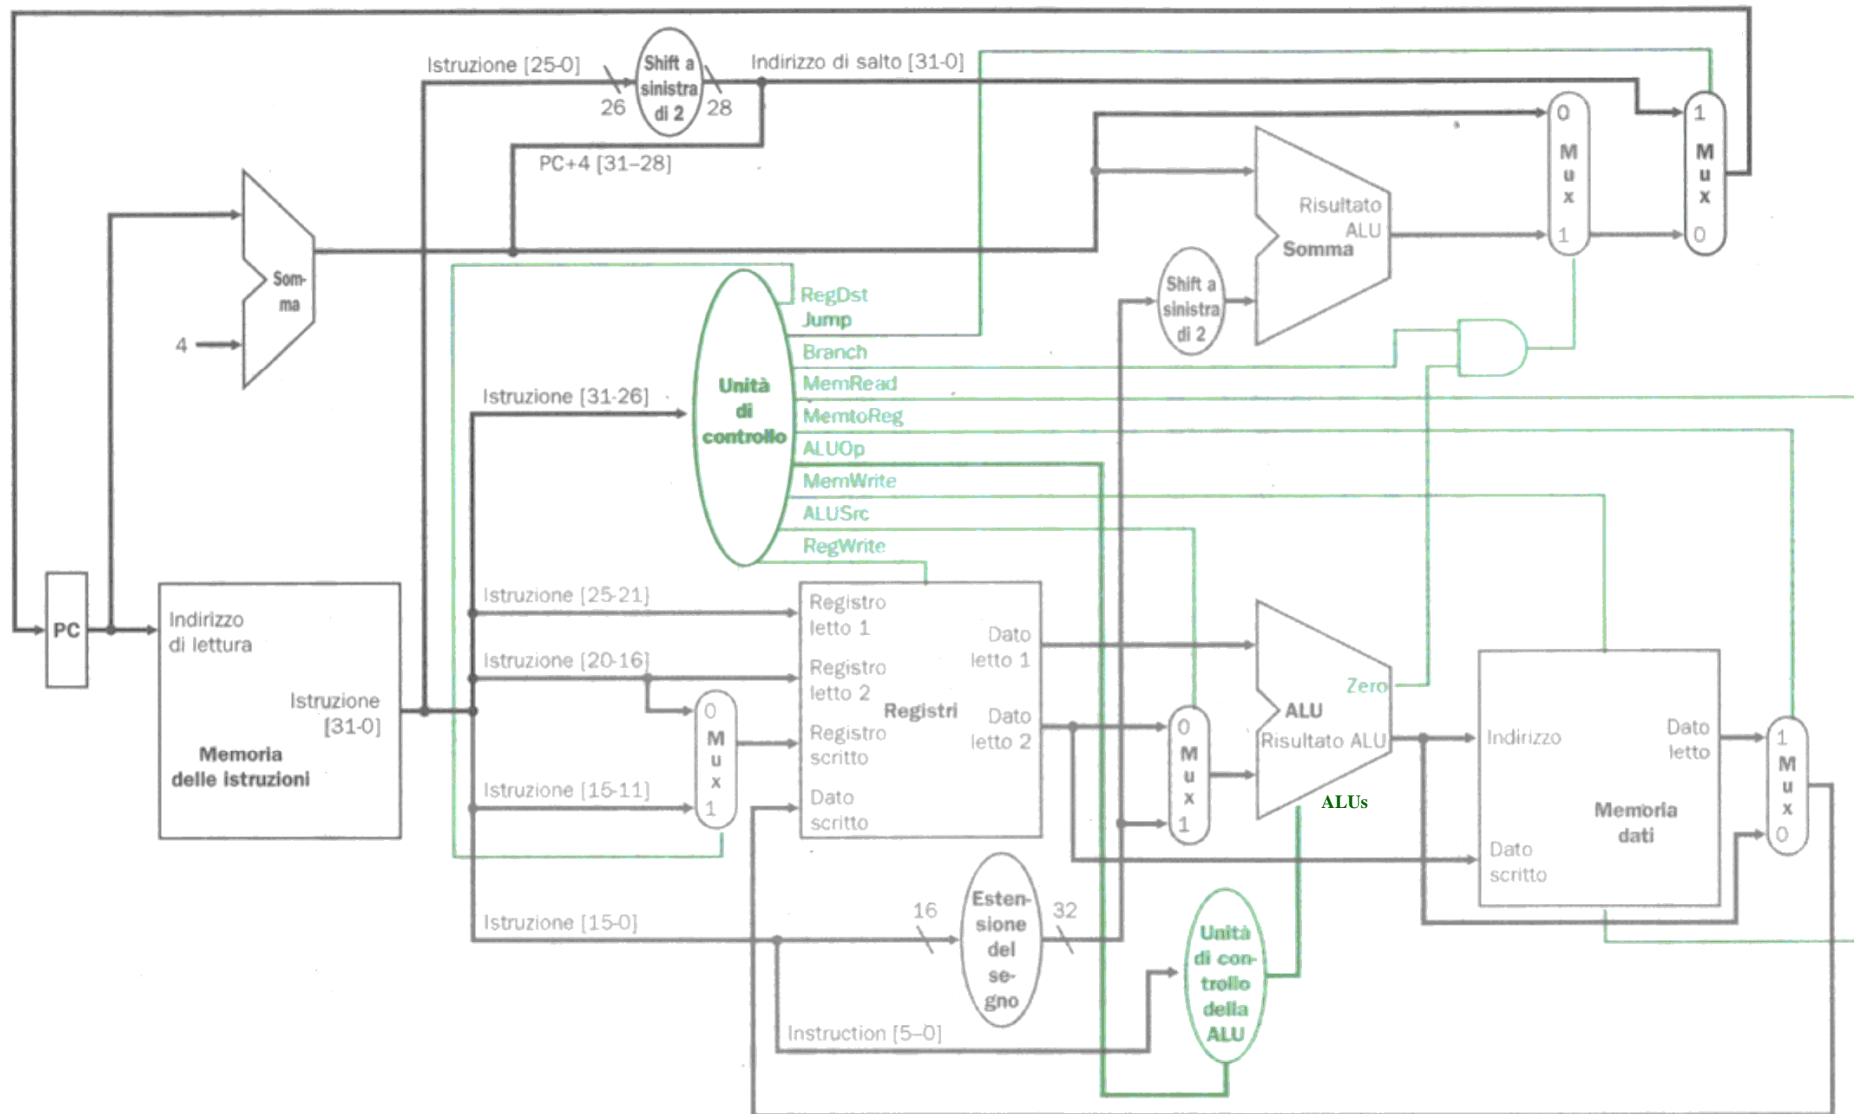 Istruzione [25-0]
Shift a
sinistra
di 2
26
28
Indirizzo di salto [31-0]
PC+4 [31–28]
0
M
u
x
1
1
M
u
x
0
Risultato
ALU
Somma
Som-
ma
4
Shift a
sinistra
di 2
RegDst
Jump
Branch
MemRead
MemtoReg
ALUOp
MemWrite
ALUSrc
RegWrite
Unità
di
controllo
Istruzione [31-26]
PC
Indirizzo
di lettura
Istruzione
[31-0]
Memoria
delle istruzioni
Istruzione [25-21]
Istruzione [20-16]
Istruzione [15-11]
Istruzione [15-0]
0
M
u
x
1
Registro
letto 1
Registro
letto 2
Registro
scritto
Dato
scritto
Registri
Dato
letto 1
Dato
letto 2
0
M
u
x
1
Zero
ALU
Risultato ALU
ALUs
Indirizzo
Dato
letto
Memoria
dati
Dato
scritto
1
M
u
x
0
16
Esten-
sione
del
se-
gno
32
Unità
di con-
trollo
della
ALU
Instruction [5–0]